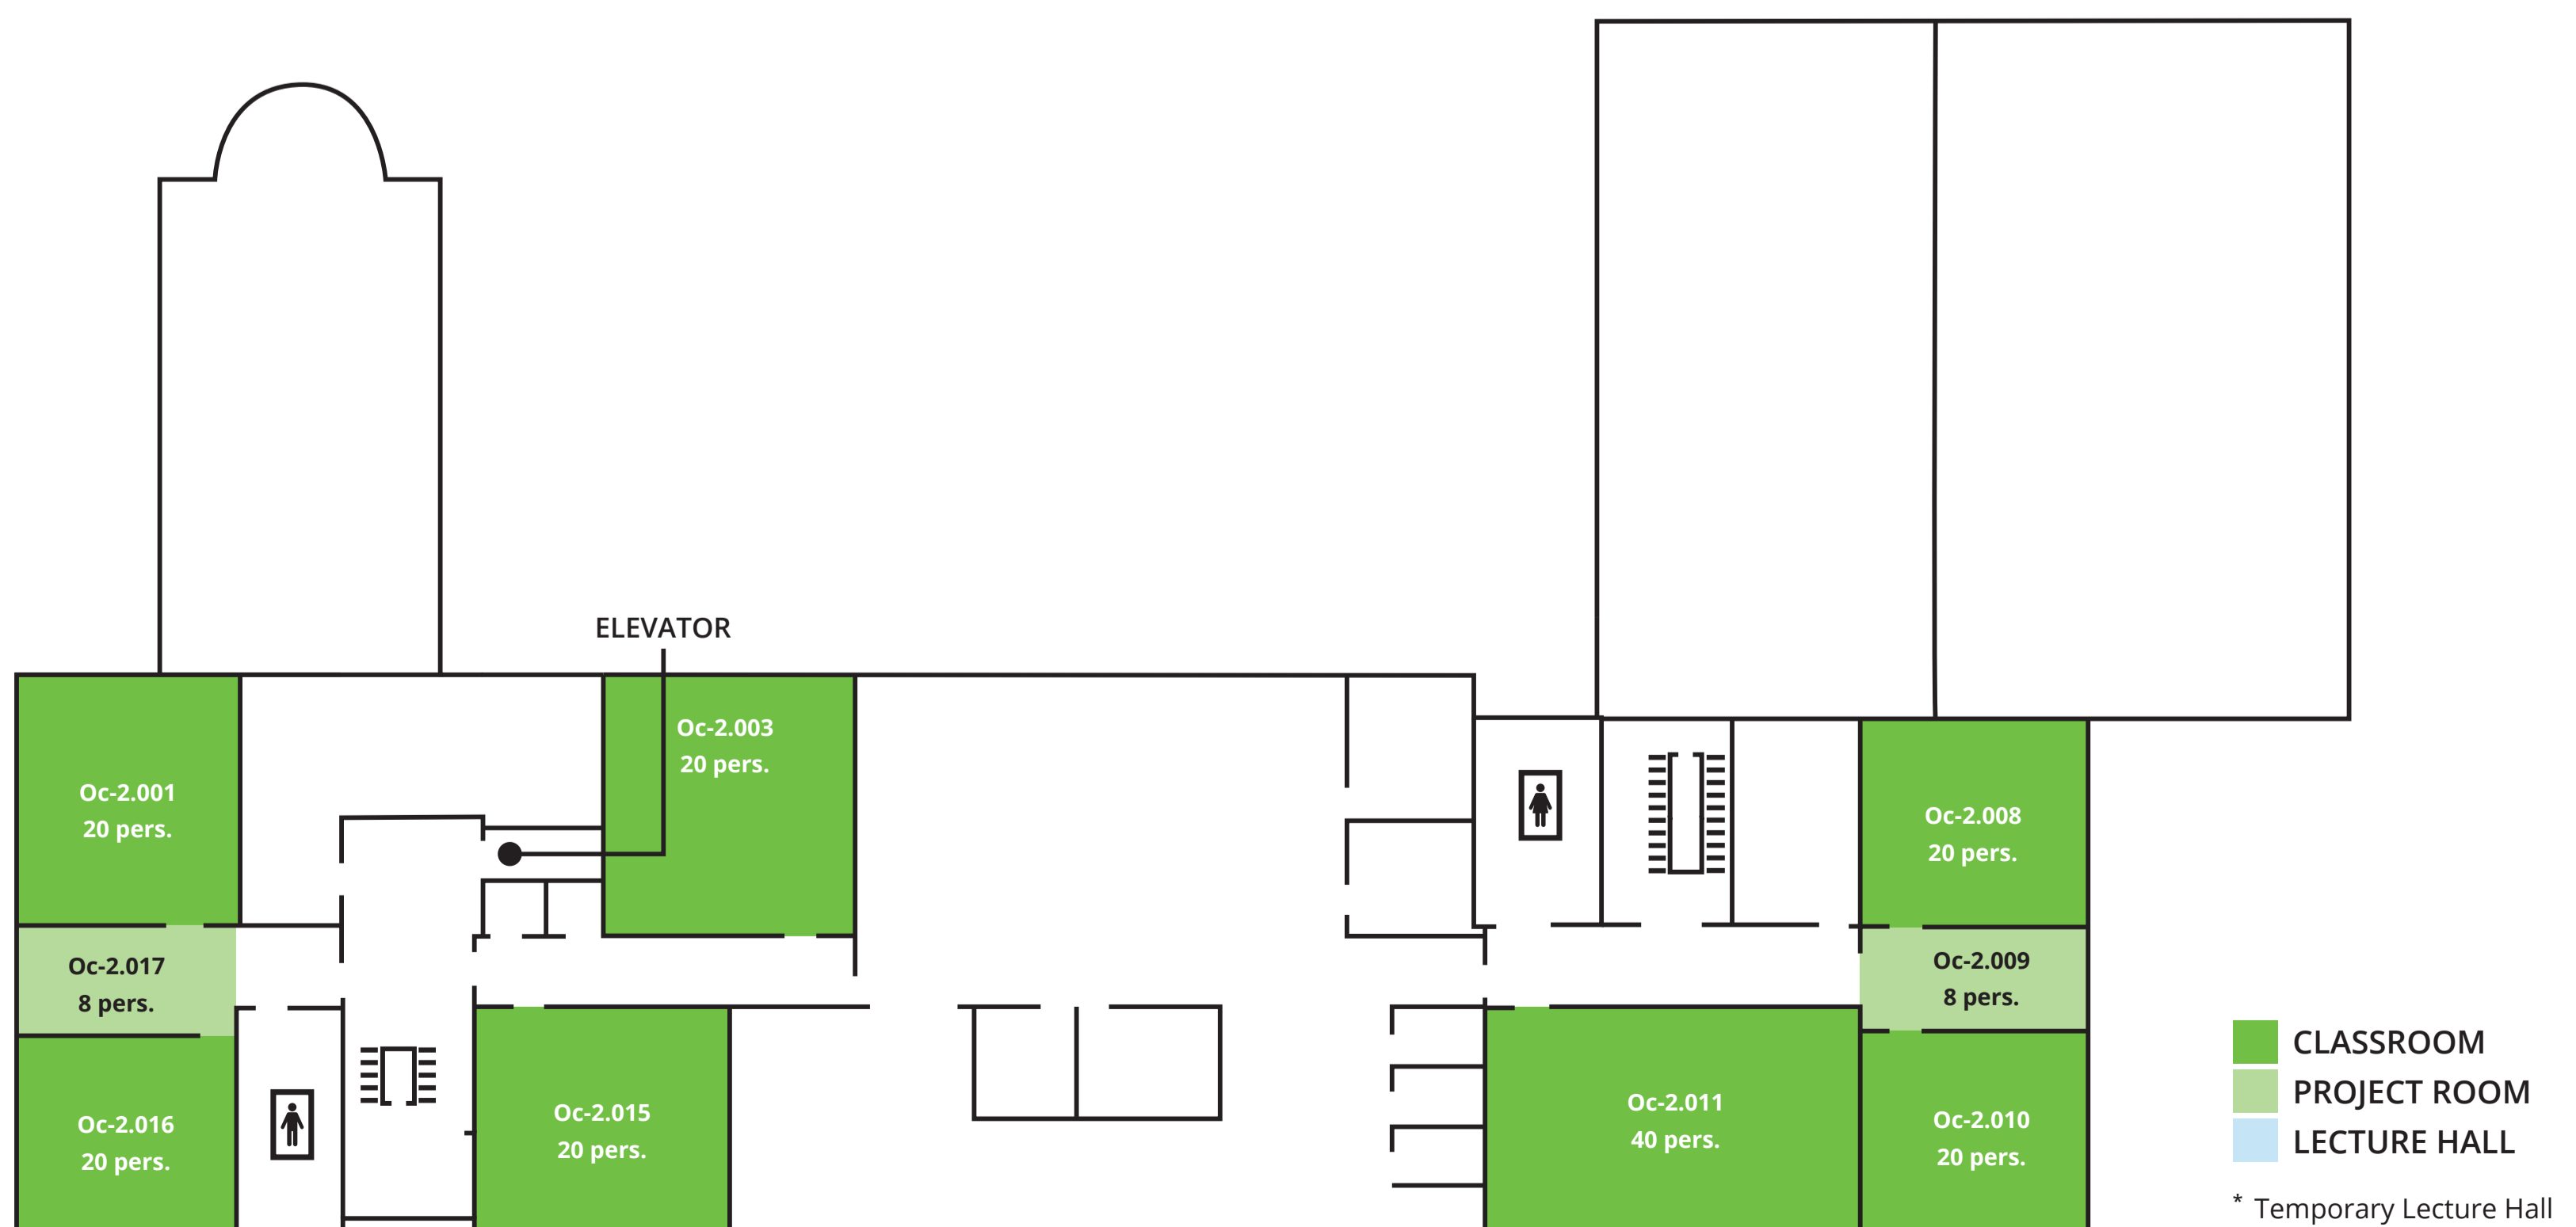 ELEVATOR
Oc-2.003
20 pers.
Oc-2.001
20 pers.
Oc-2.008
20 pers.
Oc-2.017
8 pers.
Oc-2.009
8 pers.
Oc-2.016
20 pers.
Oc-2.015
20 pers.
Oc-2.011
40 pers.
Oc-2.010
20 pers.
CLASSROOM
PROJECT ROOM
LECTURE HALL
* Temporary Lecture Hall